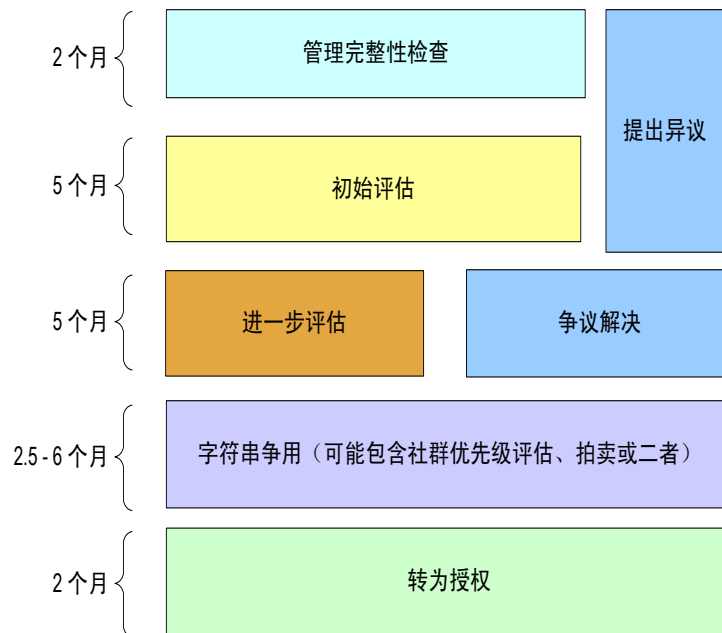 2 个月
管理完整性检查
提出异议
5 个月
初始评估
5 个月
进一步评估
争议解决
2.5 - 6 个月
字符串争用（可能包含社群优先级评估、拍卖或二者）
2 个月
转为授权